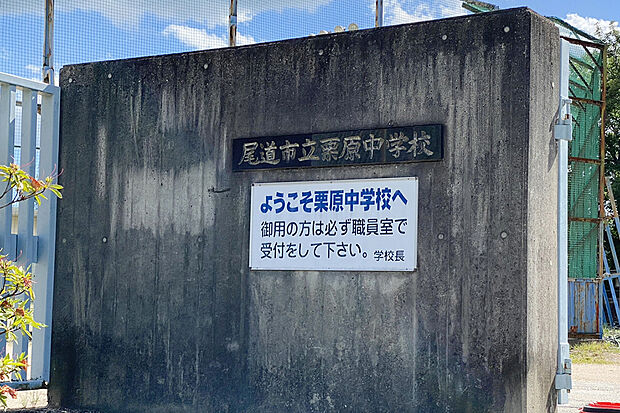 尾道市立栗原中学校
ようこそ栗原中学校へ
御用の方は必ず職員室で
受付をして下さい。 学校長